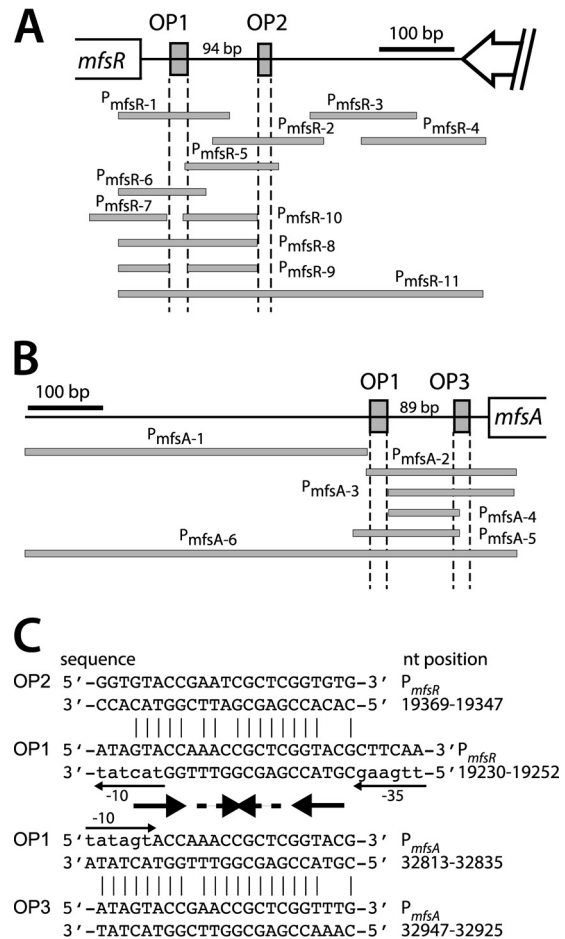 A
OP1 OP2
mfsR 94 bp 100 bp
PmfsR-1 PmfsR-3
PmfsR-2 PmfsR-4
PmfsR-5
PmfsR-6
PmfsR-7 PmfsR-10
PmfsR-8
PmfsR-9
PmfsR-11
B
100 bp OP1 OP3
89 bp mfsA
PmfsA-1
PmfsA-2
PmfsA-3
PmfsA-4
PmfsA-6 PmfsA-5
C
sequence nt position
OP2 5′-GGTGTACCGAATCGCTCGGTGTG-3′ PmfsR
3′-CCACATGGCTTAGCGAGCCACAC-5′ 19369-19347
OP1 5′-ATAGTACCAAACCGCTCGGTACGCTTCAA-3′ PmfsR
3′-tatcatGGTTTGGCGAGCCATGCgaagtt-5′ 19230-19252
-10 -35
-10
OP1 5′tatagtACCAAACCGCTCGGTACG-3′ PmfsA
3′ATATCATGGTTTGGCGAGCCATGC-5′ 32813-32835
OP3 5′-ATAGTACCGAACCGCTCGGTTTG-3′ PmfsA
3′-TATCATGGCTTGGCGAGCCAAAC-5′ 32947-32925